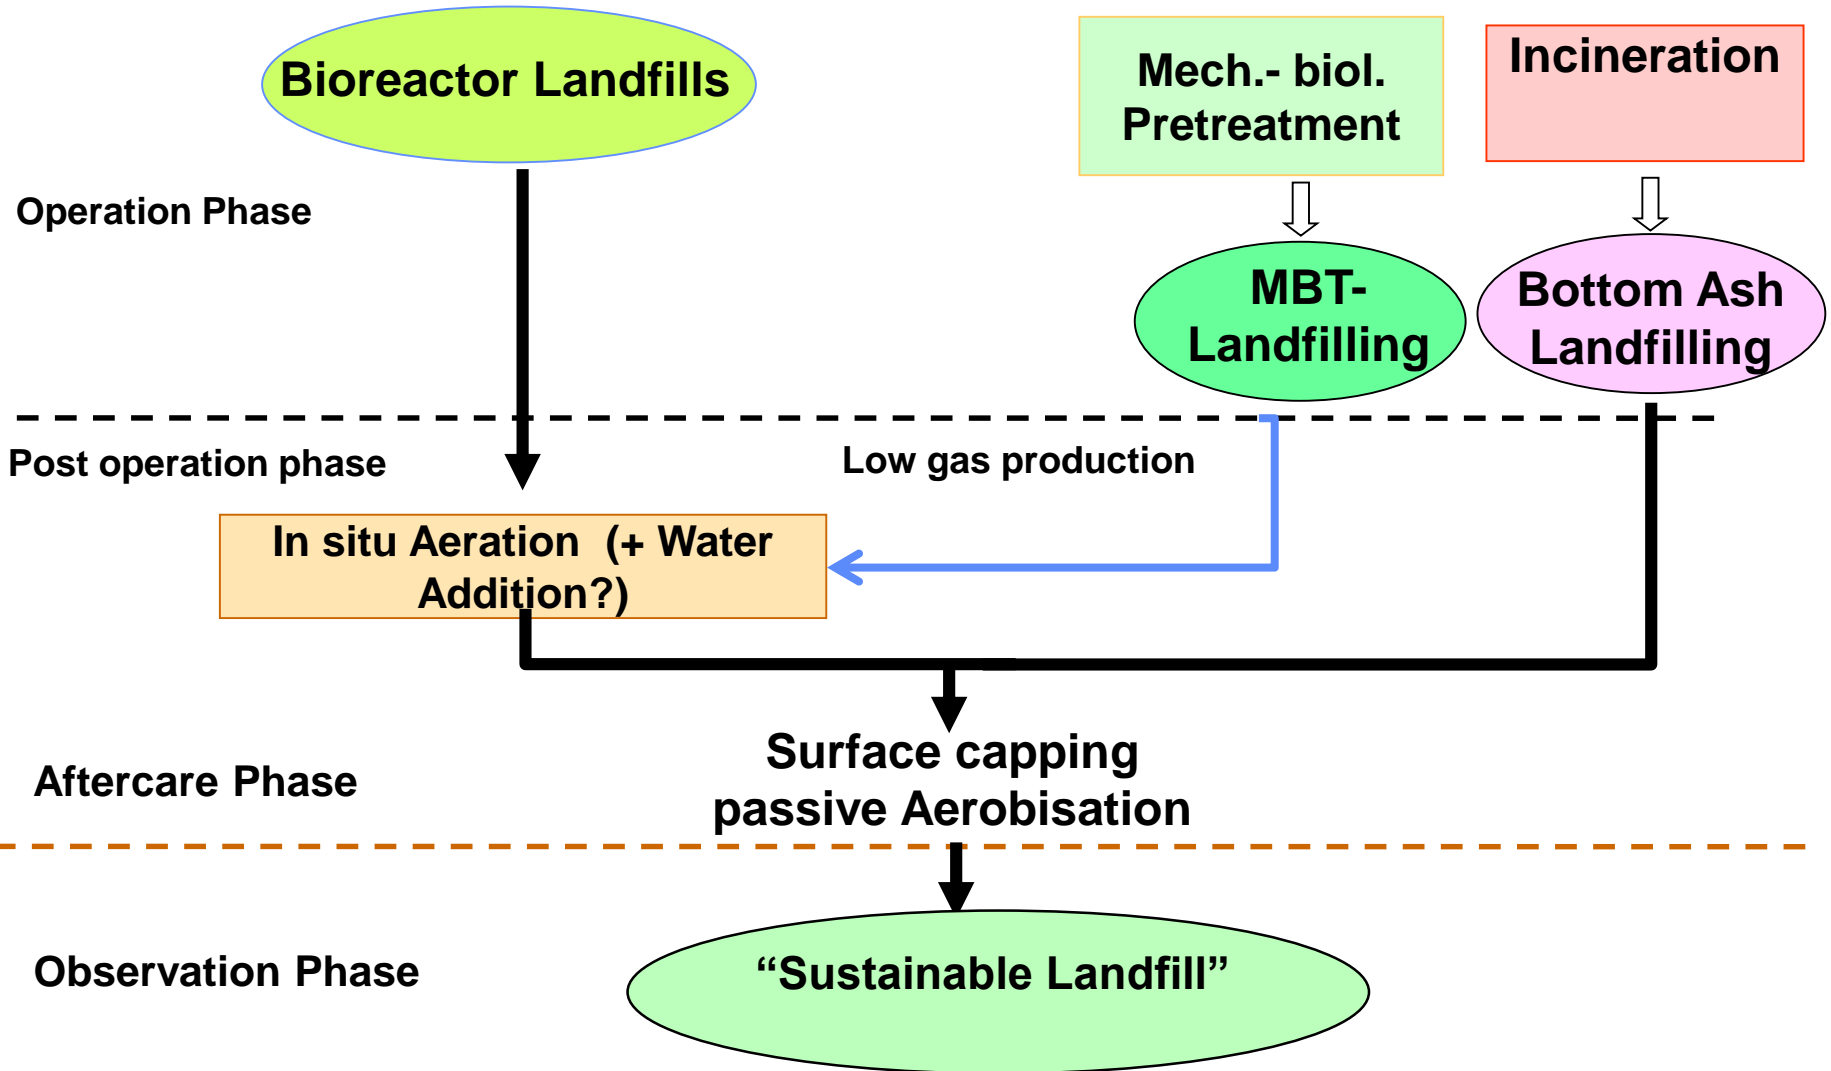 Bioreactor Landfills
Mech.- biol.
Pretreatment
Incineration
Operation Phase
MBT-
Landfilling
Bottom Ash
Landfilling
Post operation phase
Low gas production
In situ Aeration (+ Water
Addition?)
Surface capping
passive Aerobisation
Aftercare Phase
Observation Phase
“Sustainable Landfill”